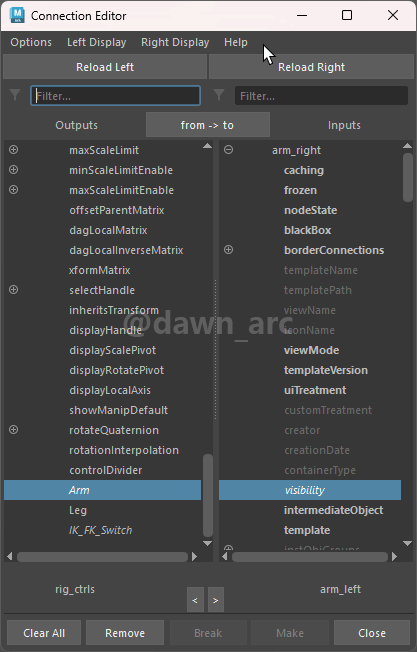 Connection Editor
Options Left Display Right Display Help
Reload Left Reload Right
Filter... Filter...
Outputs from -> to Inputs
maxScaleLimit arm_right
minScaleLimitEnable caching
maxScaleLimitEnable frozen
offsetParentMatrix nodeState
dagLocalMatrix blackBox
dagLocalInverseMatrix borderConnections
xformMatrix templateName
selectHandle templatePath
inheritsTransform viewName
displayHandle iconName
@dawn_arc
displayScalePivot viewMode
displayRotatePivot templateVersion
displayLocalAxis uiTreatment
showManipDefault customTreatment
rotateQuaternion creator
rotationInterpolation creationDate
controlDivider containerType
Arm visibility
Leg intermediateObject
IK_FK_Switch template
instObjGroups
rig_ctrls < > arm_left
Clear All Remove Break Make Close